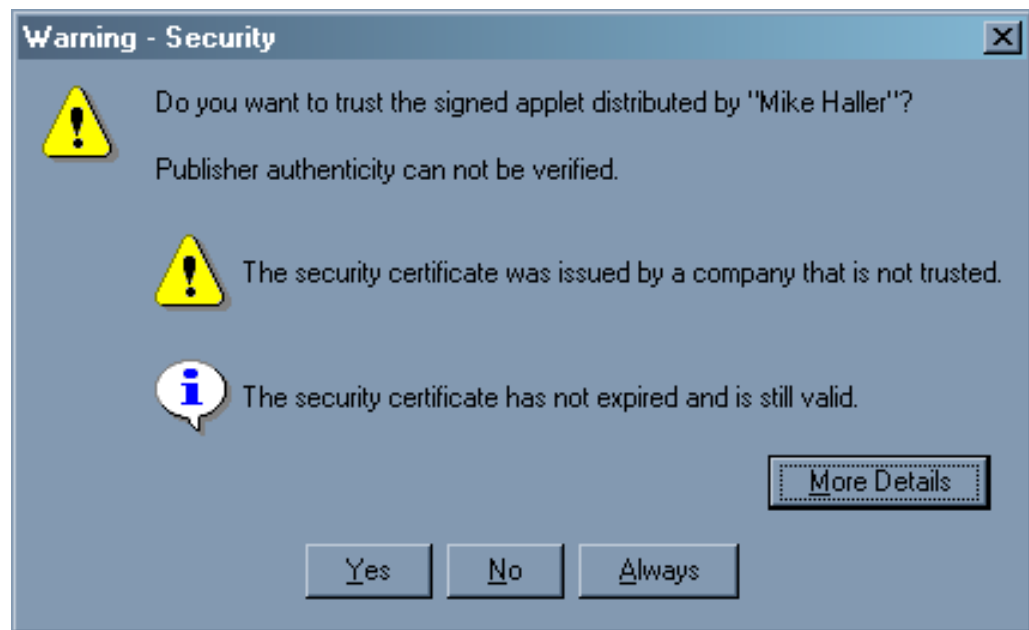 Warning - Security
Do you want to trust the signed applet distributed by "Mike Haller"?
Publisher authenticity can not be verified.
The security certificate was issued by a company that is not trusted.
The security certificate has not expired and is still valid.
More Details
Yes No Always